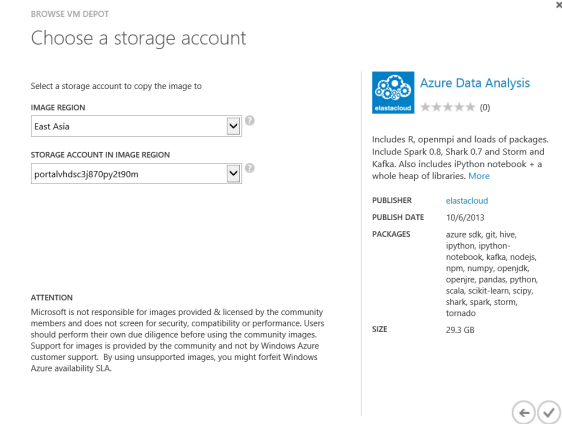 BROWSE VM DEPOT
Choose a storage account
Select a storage account to copy the image to
IMAGE REGION
East Asia
?
STORAGE ACCOUNT IN IMAGE REGION
portalvhdsc3j870py2t90m
?
ATTENTION
Microsoft is not responsible for images provided & licensed by the community
members and does not screen for security, compatibility or performance. Users
should perform their own due diligence before using the community images.
Support for images is provided by the community and not by Windows Azure
customer support. By using unsupported images, you might forfeit Windows
Azure availability SLA.
elastacloud
Azure Data Analysis
(0)
Includes R, openmpi and loads of packages.
Include Spark 0.8, Shark 0.7 and Storm and
Kafka. Also includes iPython notebook + a
whole heap of libraries. More
PUBLISHER elastacloud
PUBLISH DATE 10/6/2013
PACKAGES azure sdk, git, hive,
ipython, ipython-
notebook, kafka, nodejs,
npm, numpy, openjdk,
openjre, pandas, python,
scala, scikit-learn, scipy,
shark, spark, storm,
tornado
SIZE 29.3 GB